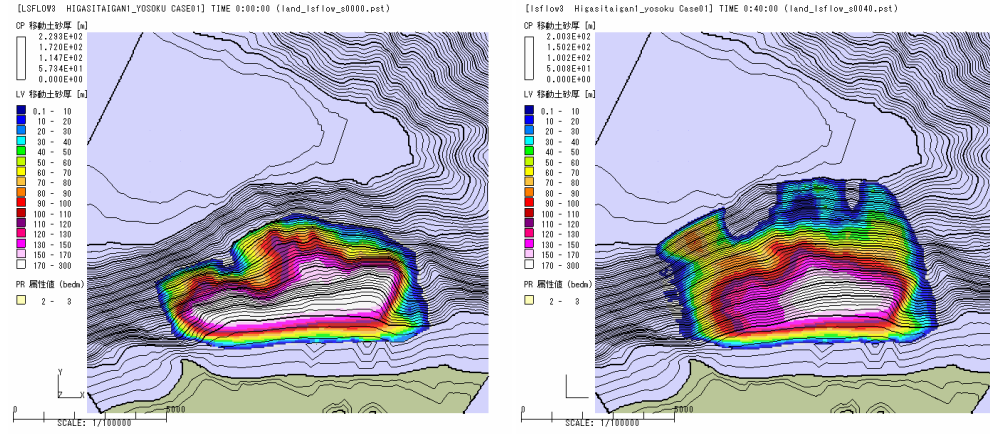 [LSFLOW3 HIGASITAIGAN1_YOSOKU CASE01] TIME 0:00:00 (land_lsflow_s0000.pst)
CP 移動土砂厚 [m]
2.293E+02
1.720E+02
1.147E+02
5.734E+01
0.000E+00
LV 移動土砂厚 [m]
0.1 - 10
10 - 20
20 - 30
30 - 40
40 - 50
50 - 60
60 - 70
70 - 80
80 - 90
90 - 100
100 - 110
110 - 120
120 - 130
130 - 150
150 - 170
170 - 300
PR 属性値 (bedm)
2 - 3
Y
Z X
0 5000
SCALE: 1/100000
[lsflow3 Higasitaigan1_yosoku Case01] TIME 0:40:00 (land_lsflow_s0040.pst)
CP 移動土砂厚 [m]
2.003E+02
1.502E+02
1.002E+02
5.008E+01
0.000E+00
LV 移動土砂厚 [m]
0.1 - 10
10 - 20
20 - 30
30 - 40
40 - 50
50 - 60
60 - 70
70 - 80
80 - 90
90 - 100
100 - 110
110 - 120
120 - 130
130 - 150
150 - 170
170 - 300
PR 属性値 (bedm)
2 - 3
0 5000
SCALE: 1/100000